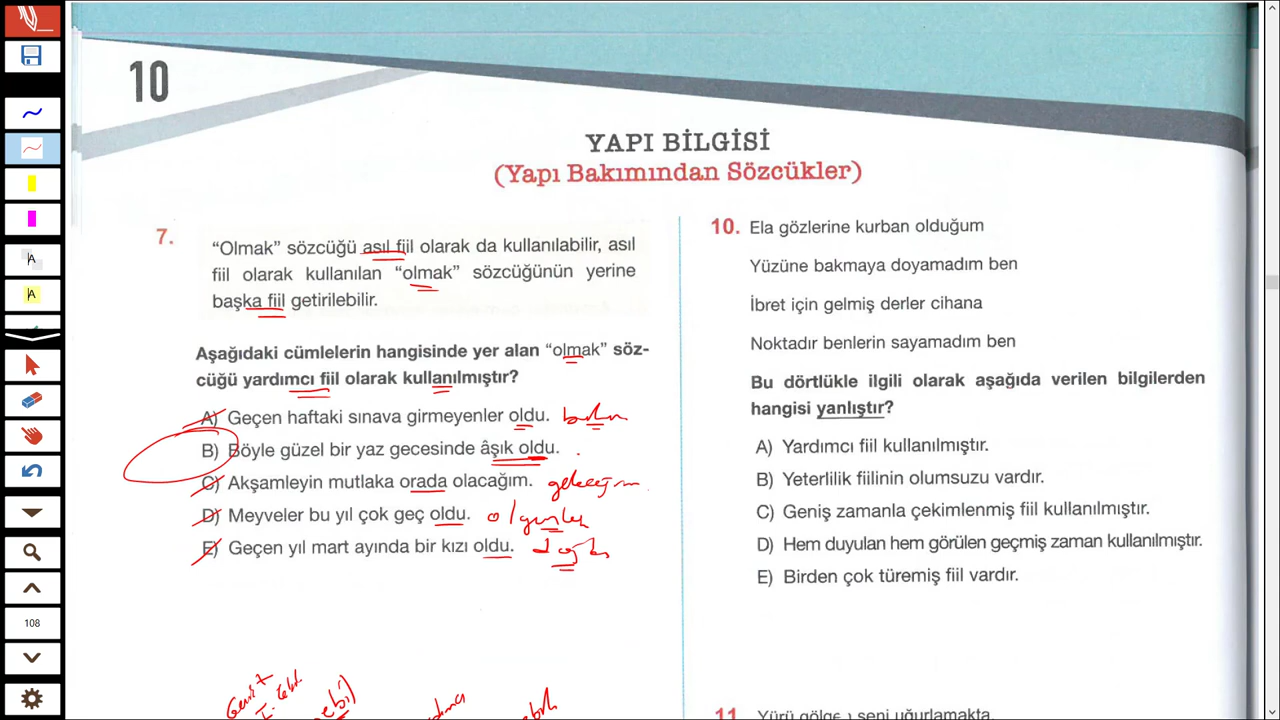 10
YAPI BİLGİSİ
(Yapı Bakımından Sözcükler)
7.
"Olmak" sözcüğü asıl fiil olarak da kullanılabilir, asıl
fiil olarak kullanılan "olmak" sözcüğünün yerine
başka fiil getirilebilir.
Aşağıdaki cümlelerin hangisinde yer alan "olmak" söz-
cüğü yardımcı fiil olarak kullanılmıştır?
A) Geçen haftaki sınava girmeyenler oldu.
B) Böyle güzel bir yaz gecesinde âşık oldu.
C) Akşamleyin mutlaka orada olacağım. geleceğim
D) Meyveler bu yıl çok geç oldu.
E) Geçen yıl mart ayında bir kızı oldu.
10. Ela gözlerine kurban olduğum
Yüzüne bakmaya doyamadım ben
İbret için gelmiş derler cihana
Noktadır benlerin sayamadım ben
Bu dörtlükle ilgili olarak aşağıda verilen bilgilerden
hangisi yanlıştır?
A) Yardımcı fiil kullanılmıştır.
B) Yeterlilik fiilinin olumsuzu vardır.
C) Geniş zamanla çekimlenmiş fiil kullanılmıştır.
D) Hem duyulan hem görülen geçmiş zaman kullanılmıştır.
E) Birden çok türemiş fiil vardır.
11 Yürü gölge seni uğurlamakta,
A
A
108